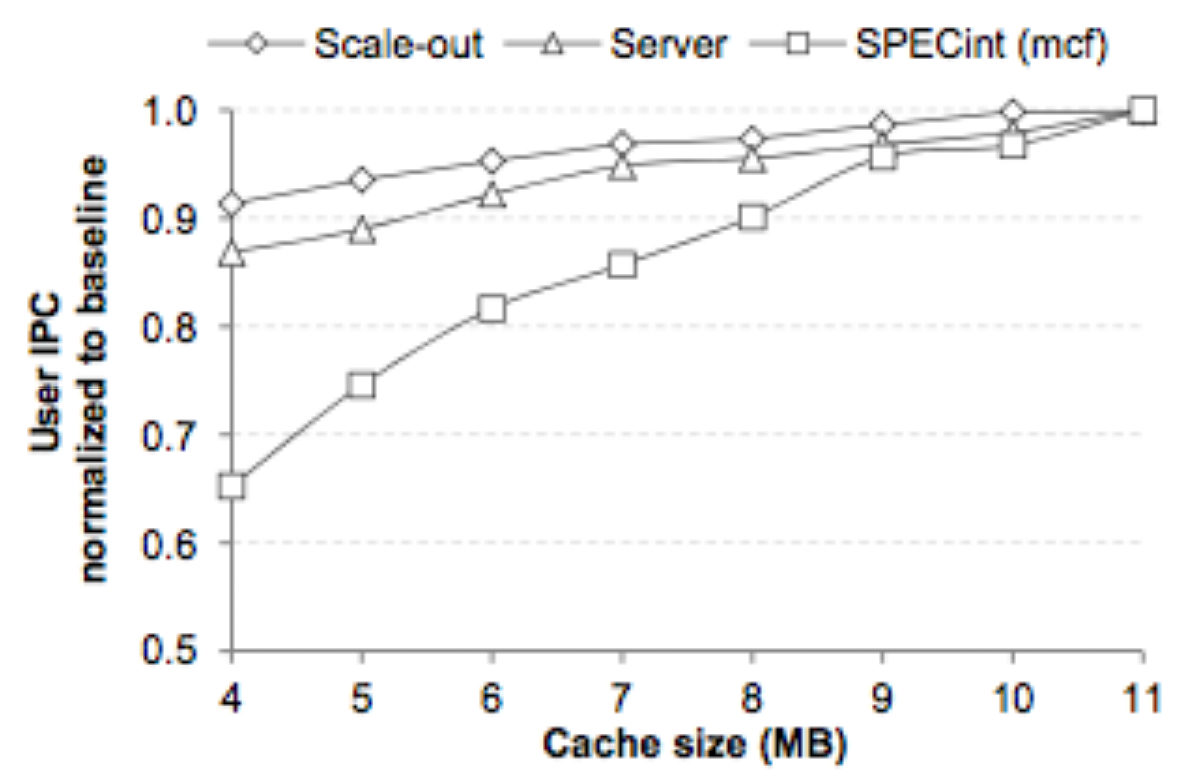 Scale-out Server SPECint (mcf)
1.0
0.9
0.8
0.7
0.6
0.5
User IPC
normalized to baseline
4 5 6 7 8 9 10 11
Cache size (MB)